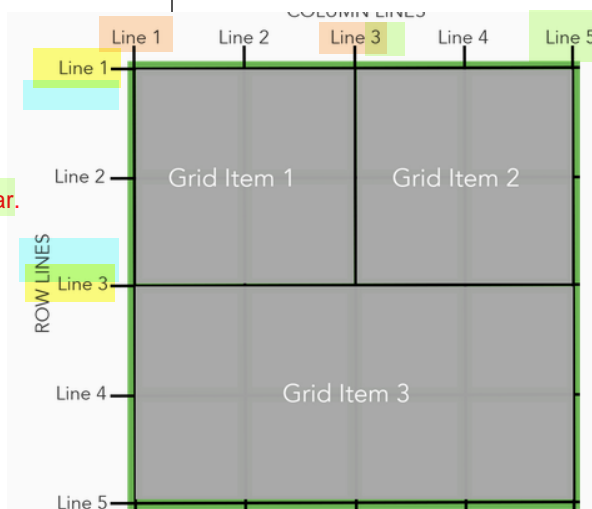 COLUMN LINES
Line 1 Line 2 Line 3 Line 4 Line 5
Line 1
Line 2
Grid Item 1 Grid Item 2
ar.
ROW LINES
Line 3
Line 4
Grid Item 3
Line 5